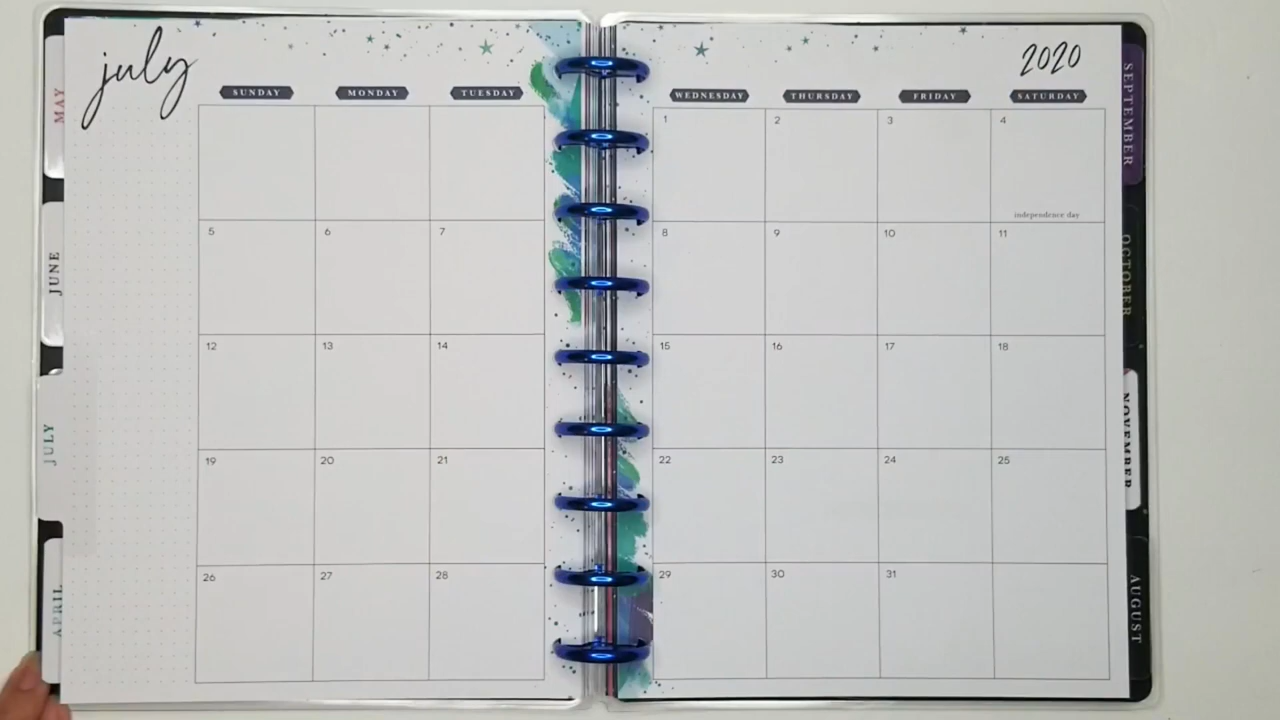 july
2020
SUNDAY MONDAY TUESDAY WEDNESDAY THURSDAY FRIDAY SATURDAY
1 2 3 4
independence day
5 6 7 8 9 10 11
12 13 14 15 16 17 18
19 20 21 22 23 24 25
26 27 28 29 30 31
MAY
JUNE
JULY
APRIL
SEPTEMBER
OCTOBER
NOVEMBER
AUGUST